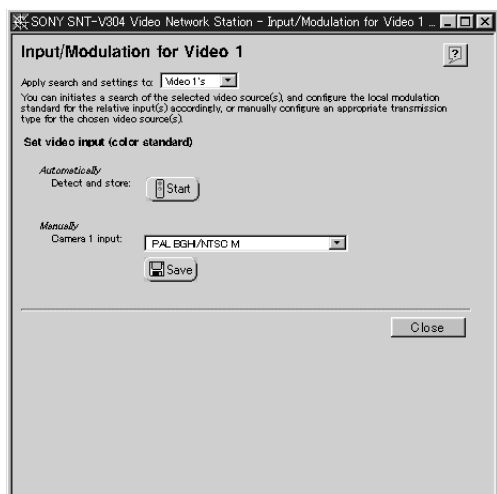 SONY SNT-V304 Video Network Station - Input/Modulation for Video 1 ...
Input/Modulation for Video 1
?
Apply search and settings to: Video 1's
You can initiates a search of the selected video source(s), and configure the local modulation
standard for the relative input(s) accordingly, or manually configure an appropriate transmission
type for the chosen video source(s).
Set video input (color standard)
Automatically
Detect and store: Start
Manually
Camera 1 input: PAL BGHI/NTSC M
Save
Close